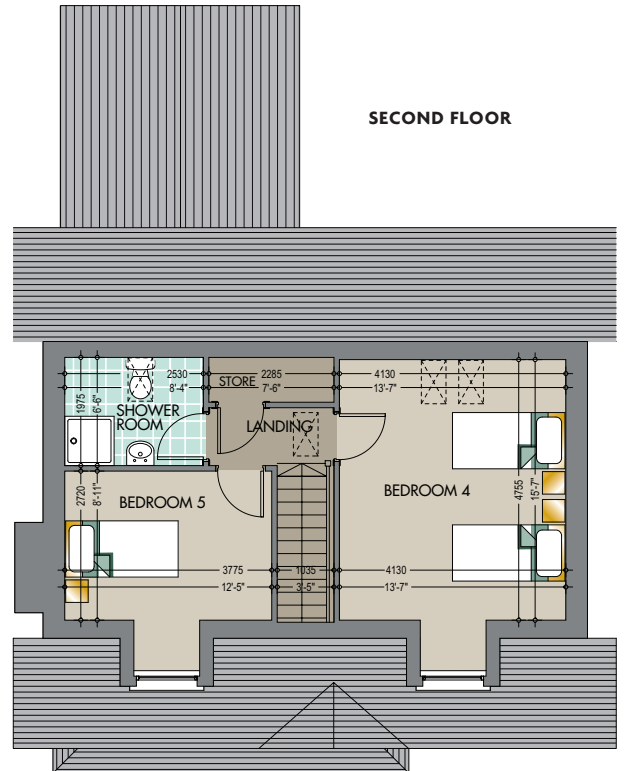 SECOND FLOOR
2530
8'-4"
STORE
2285
7'-6"
4130
13'-7"
1975
6'-6"
SHOWER
ROOM
LANDING
2720
8'-11"
BEDROOM 5
BEDROOM 4
4755
15'-7"
3775
12'-5"
1035
3'-5"
4130
13'-7"